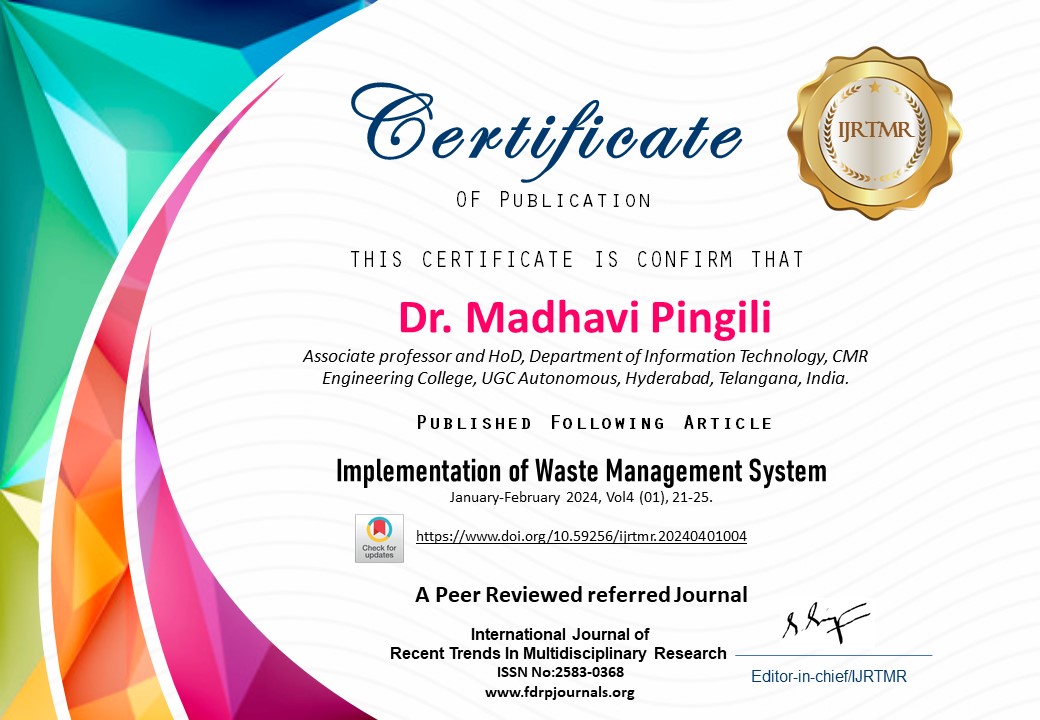 Certificate
IJRTMR
OF PUBLICATION
THIS CERTIFICATE IS CONFIRM THAT
Dr. Madhavi Pingili
Associate professor and HoD, Department of Information Technology, CMR
Engineering College, UGC Autonomous, Hyderabad, Telangana, India.
PUBLISHED FOLLOWING ARTICLE
Implementation of Waste Management System
January-February 2024, Vol4 (01), 21-25.
Check for
updates
https://www.doi.org/10.59256/ijrtmr.20240401004
A Peer Reviewed referred Journal
International Journal of
Recent Trends In Multidisciplinary Research
ISSN No:2583-0368
www.fdrpjournals.org
Editor-in-chief/IJRTMR